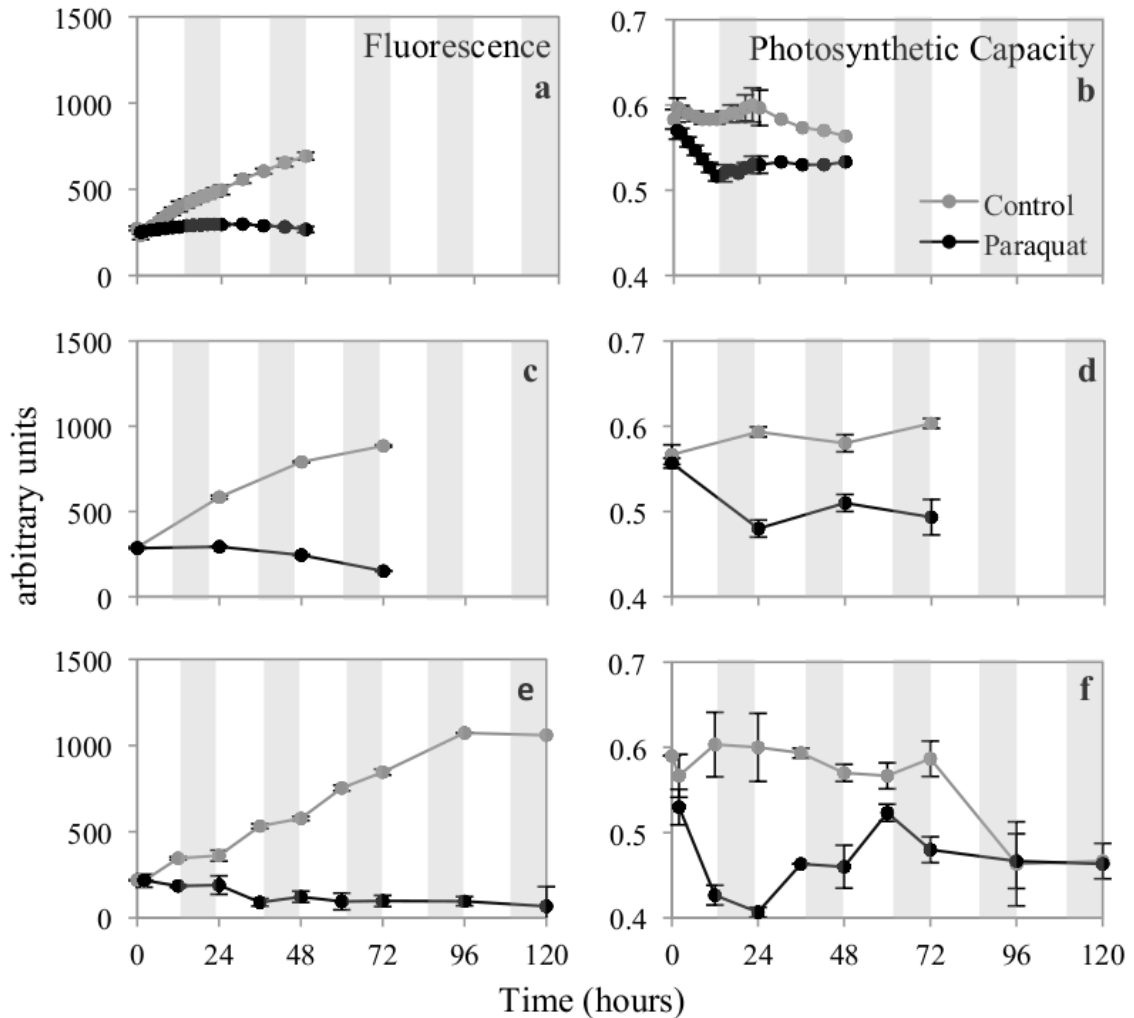 Fluorescence
a
1500
1000
500
0
Photosynthetic Capacity
b
0.7
0.6
0.5
0.4
Control
Paraquat
c
1500
1000
500
0
d
0.7
0.6
0.5
0.4
e
1500
1000
500
0
0 24 48 72 96 120
f
0.7
0.6
0.5
0.4
0 24 48 72 96 120
arbitrary units
Time (hours)